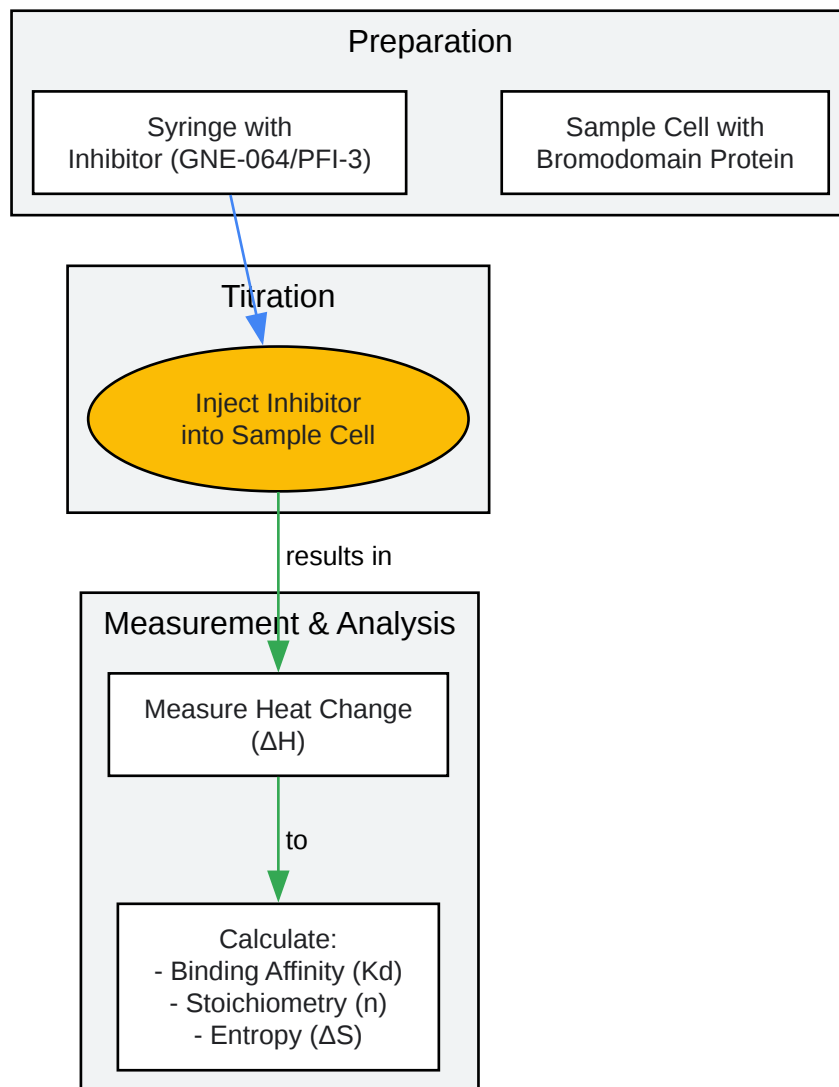 Preparation
Syringe with
Inhibitor (GNE-064/PFI-3)
Sample Cell with
Bromodomain Protein
Titration
Inject Inhibitor
into Sample Cell
results in
Measurement & Analysis
Measure Heat Change
(ΔH)
to
Calculate:
- Binding Affinity (Kd)
- Stoichiometry (n)
- Entropy (ΔS)